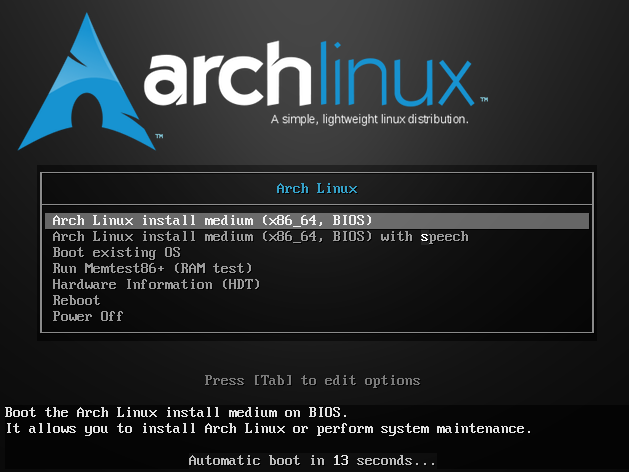 archlinux™
A simple, lightweight linux distribution.
™
Arch Linux
Arch Linux install medium (x86_64, BIOS)
Arch Linux install medium (x86_64, BIOS) with speech
Boot existing OS
Run Memtest86+ (RAM test)
Hardware Information (HDT)
Reboot
Power Off
Press [Tab] to edit options
Boot the Arch Linux install medium on BIOS.
It allows you to install Arch Linux or perform system maintenance.
Automatic boot in 13 seconds...